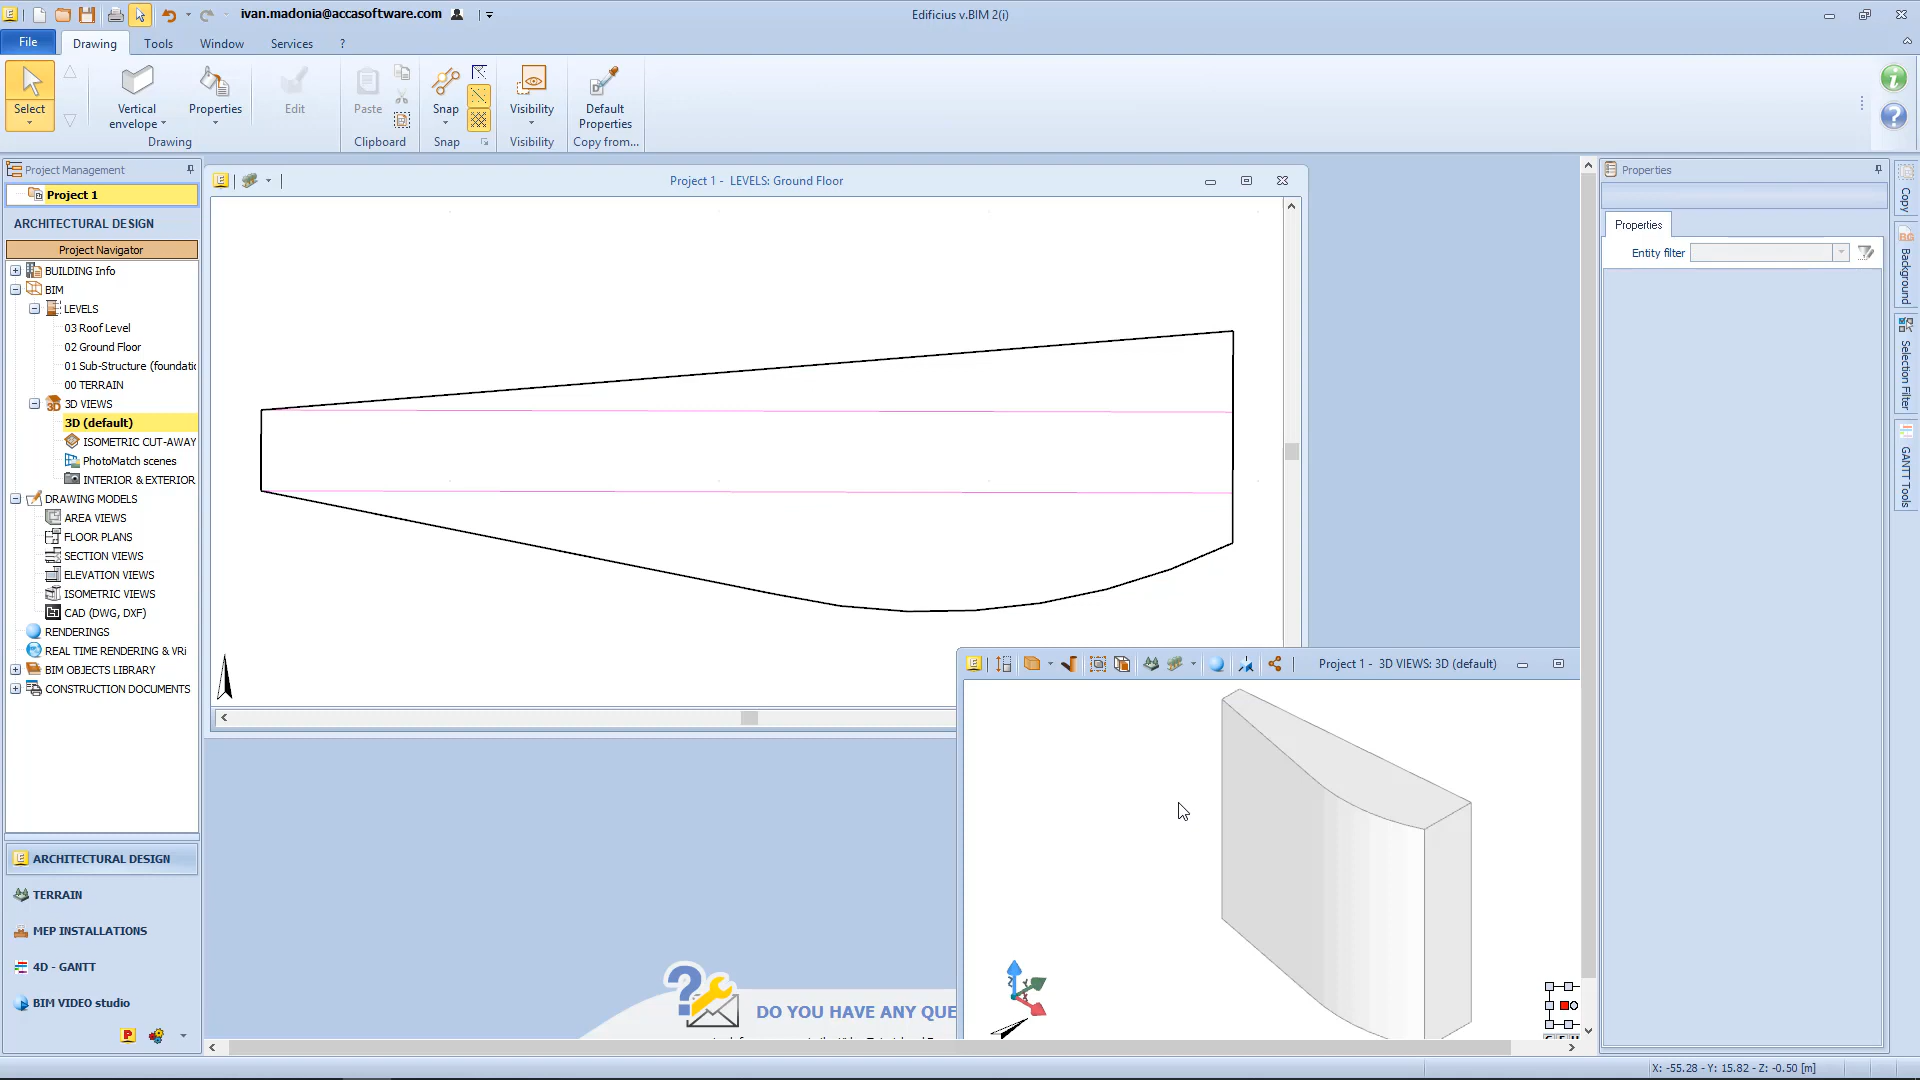 ivan.madonia@accasoftware.com
Edificius v.BIM 2(i)
File
Drawing
Tools
Window
Services
?
Select
Vertical envelope
Properties
Edit
Drawing
Paste
Clipboard
Snap
Snap
Visibility
Visibility
Default Properties
Copy from...
Project Management
Project 1
ARCHITECTURAL DESIGN
Project Navigator
BUILDING Info
BIM
LEVELS
03 Roof Level
02 Ground Floor
01 Sub-Structure (foundatic
00 TERRAIN
3D VIEWS
3D (default)
ISOMETRIC CUT-AWAY
PhotoMatch scenes
INTERIOR & EXTERIOR
DRAWING MODELS
AREA VIEWS
FLOOR PLANS
SECTION VIEWS
ELEVATION VIEWS
ISOMETRIC VIEWS
CAD (DWG, DXF)
RENDERINGS
REAL TIME RENDERING & VRi
BIM OBJECTS LIBRARY
CONSTRUCTION DOCUMENTS
ARCHITECTURAL DESIGN
TERRAIN
MEP INSTALLATIONS
4D - GANTT
BIM VIDEO studio
Project 1 - LEVELS: Ground Floor
Project 1 - 3D VIEWS: 3D (default)
DO YOU HAVE ANY QUE
Properties
Properties
Entity filter
Copy
Background
Selection Filter
GANTT Tools
X: -55.28 - Y: 15.82 - Z: -0.50 [m]